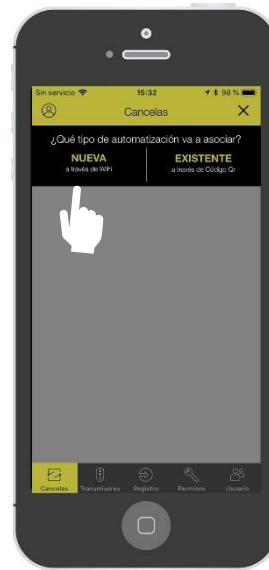 Sin servicio 15:32 98 %
Cancelas
¿Qué tipo de automatización va a asociar?
NUEVA EXISTENTE
a través de WiFi a través de Código Qr
Cancelas Transmisores Registro Permisos Usuario